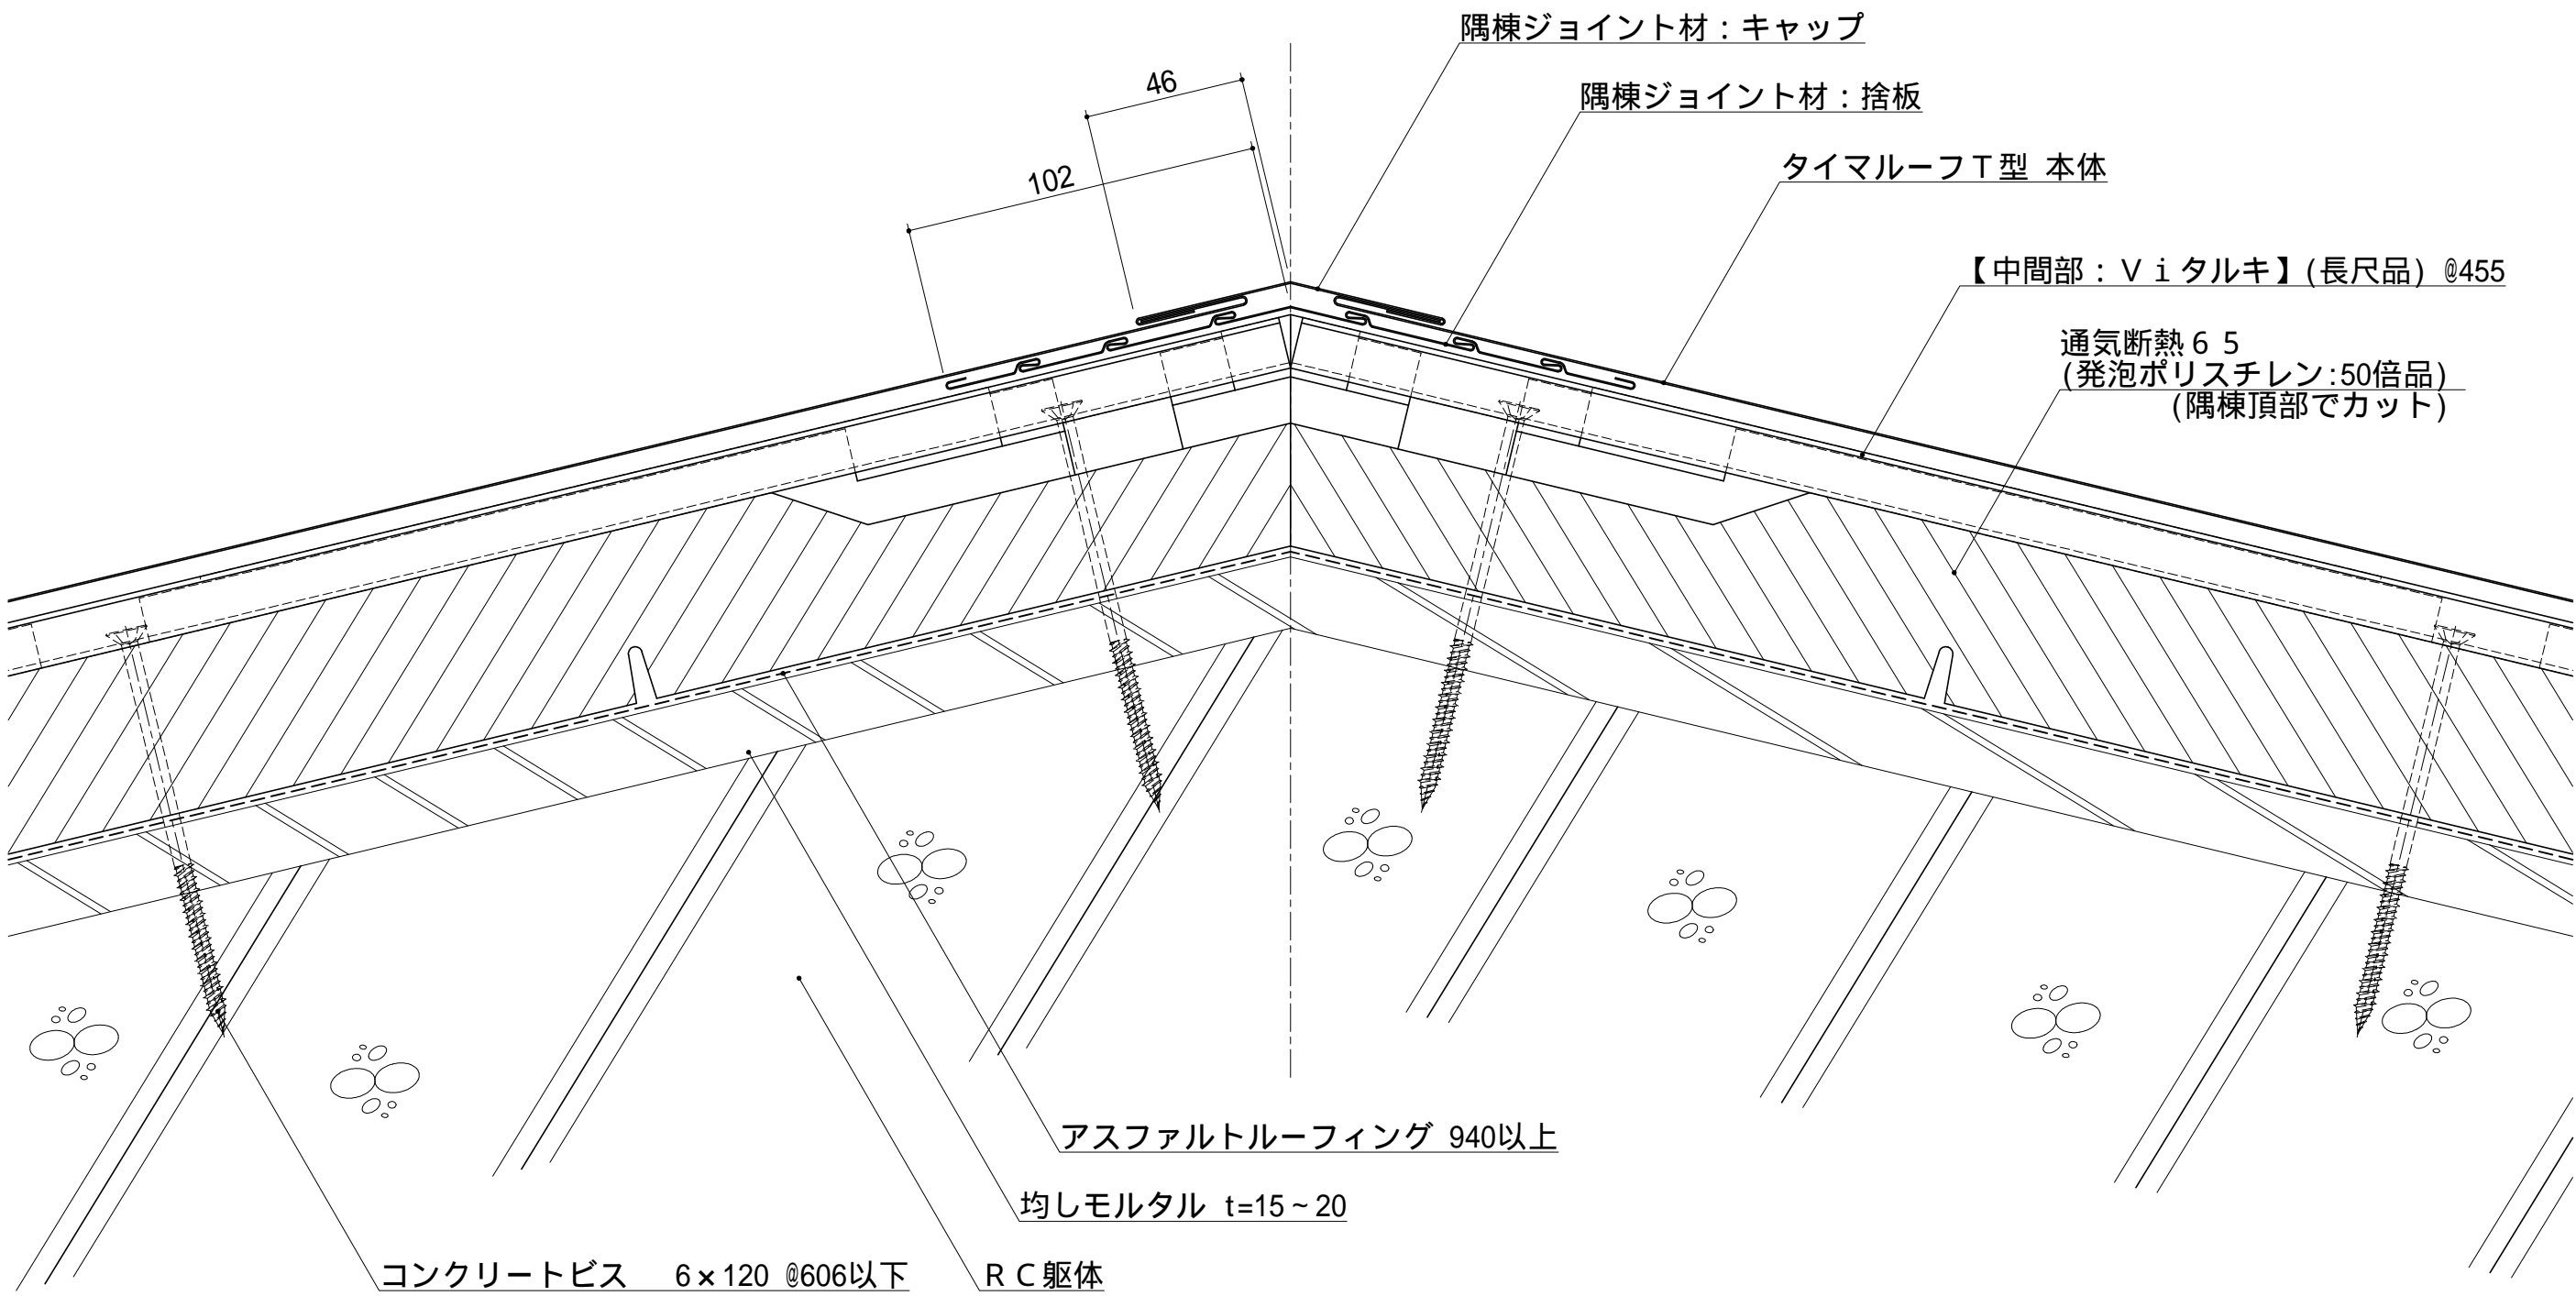 隅棟ジョイント材：キャップ
46
隅棟ジョイント材：捨板
102
タイマルーフＴ型 本体
【中間部：Ｖｉタルキ】(長尺品) @455
通気断熱６５
(発泡ポリスチレン:50倍品)
(隅棟頂部でカット)
アスファルトルーフィング 940以上
均しモルタル t=15～20
コンクリートビス 6×120 @606以下
ＲＣ躯体